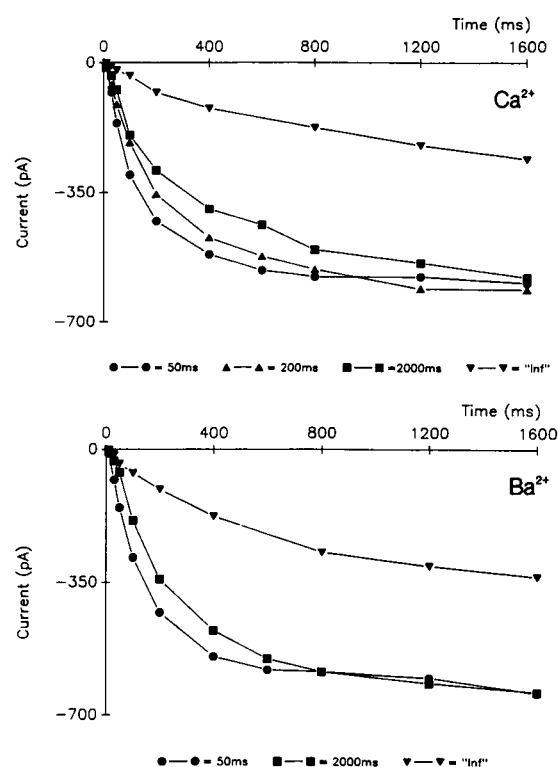 Time (ms)
0 400 800 1200 1600
0
Ca²⁺
-350
Current (pA)
-700
●—● = 50ms ▲—▲ = 200ms ■—■ =2000ms ▼—▼ = "Inf"
Time (ms)
0 400 800 1200 1600
0
Ba²⁺
-350
Current (pA)
-700
●—● = 50ms ■—■ = 2000ms ▼—▼ = "Inf"